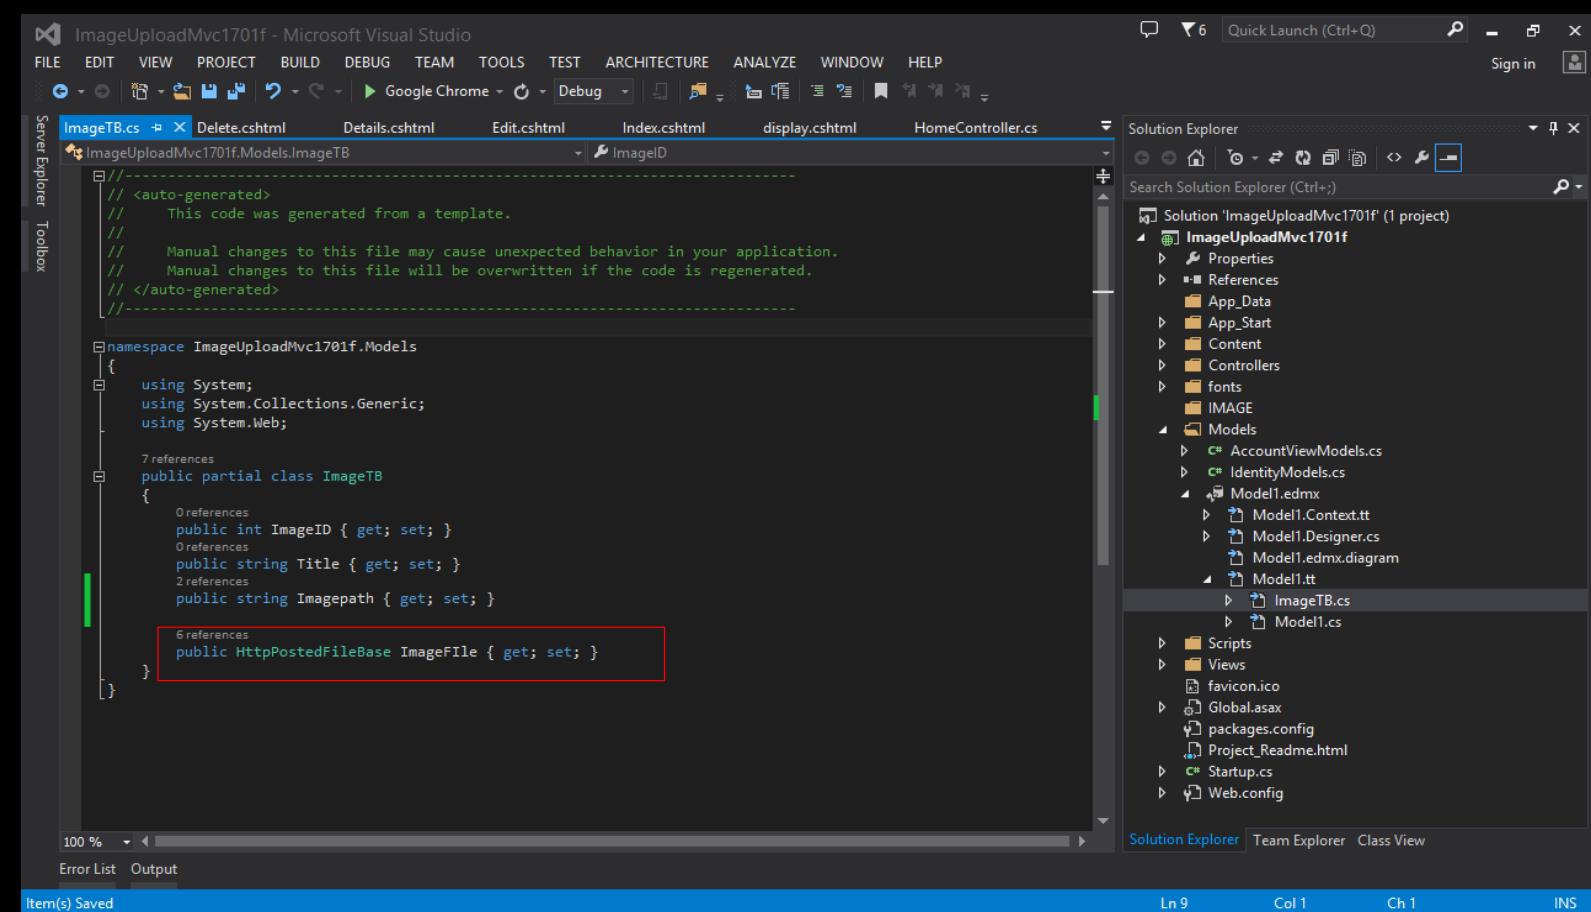 ImageUploadMvc1701f - Microsoft Visual Studio
6
Quick Launch (Ctrl+Q)
FILE EDIT VIEW PROJECT BUILD DEBUG TEAM TOOLS TEST ARCHITECTURE ANALYZE WINDOW HELP
Sign in
Google Chrome
Debug
Server Explorer
Toolbox
ImageTB.cs Delete.cshtml Details.cshtml Edit.cshtml Index.cshtml display.cshtml HomeController.cs
ImageUploadMvc1701f.Models.ImageTB
ImageID
//------------------------------------------------------------------------------
// <auto-generated>
//     This code was generated from a template.
//
//     Manual changes to this file may cause unexpected behavior in your application.
//     Manual changes to this file will be overwritten if the code is regenerated.
// </auto-generated>
//------------------------------------------------------------------------------
namespace ImageUploadMvc1701f.Models
{
using System;
using System.Collections.Generic;
using System.Web;
7 references
public partial class ImageTB
{
0 references
public int ImageID { get; set; }
0 references
public string Title { get; set; }
2 references
public string Imagepath { get; set; }
6 references
public HttpPostedFileBase ImageFIle { get; set; }
}
}
100 %
Error List Output
Item(s) Saved
Ln 9
Col 1
Ch 1
INS
Solution Explorer
Search Solution Explorer (Ctrl+;)
Solution 'ImageUploadMvc1701f' (1 project)
ImageUploadMvc1701f
Properties
References
App_Data
App_Start
Content
Controllers
fonts
IMAGE
Models
C# AccountViewModels.cs
C# IdentityModels.cs
Model1.edmx
Model1.Context.tt
Model1.Designer.cs
Model1.edmx.diagram
Model1.tt
ImageTB.cs
Model1.cs
Scripts
Views
favicon.ico
Global.asax
packages.config
Project_Readme.html
C# Startup.cs
Web.config
Solution Explorer Team Explorer Class View